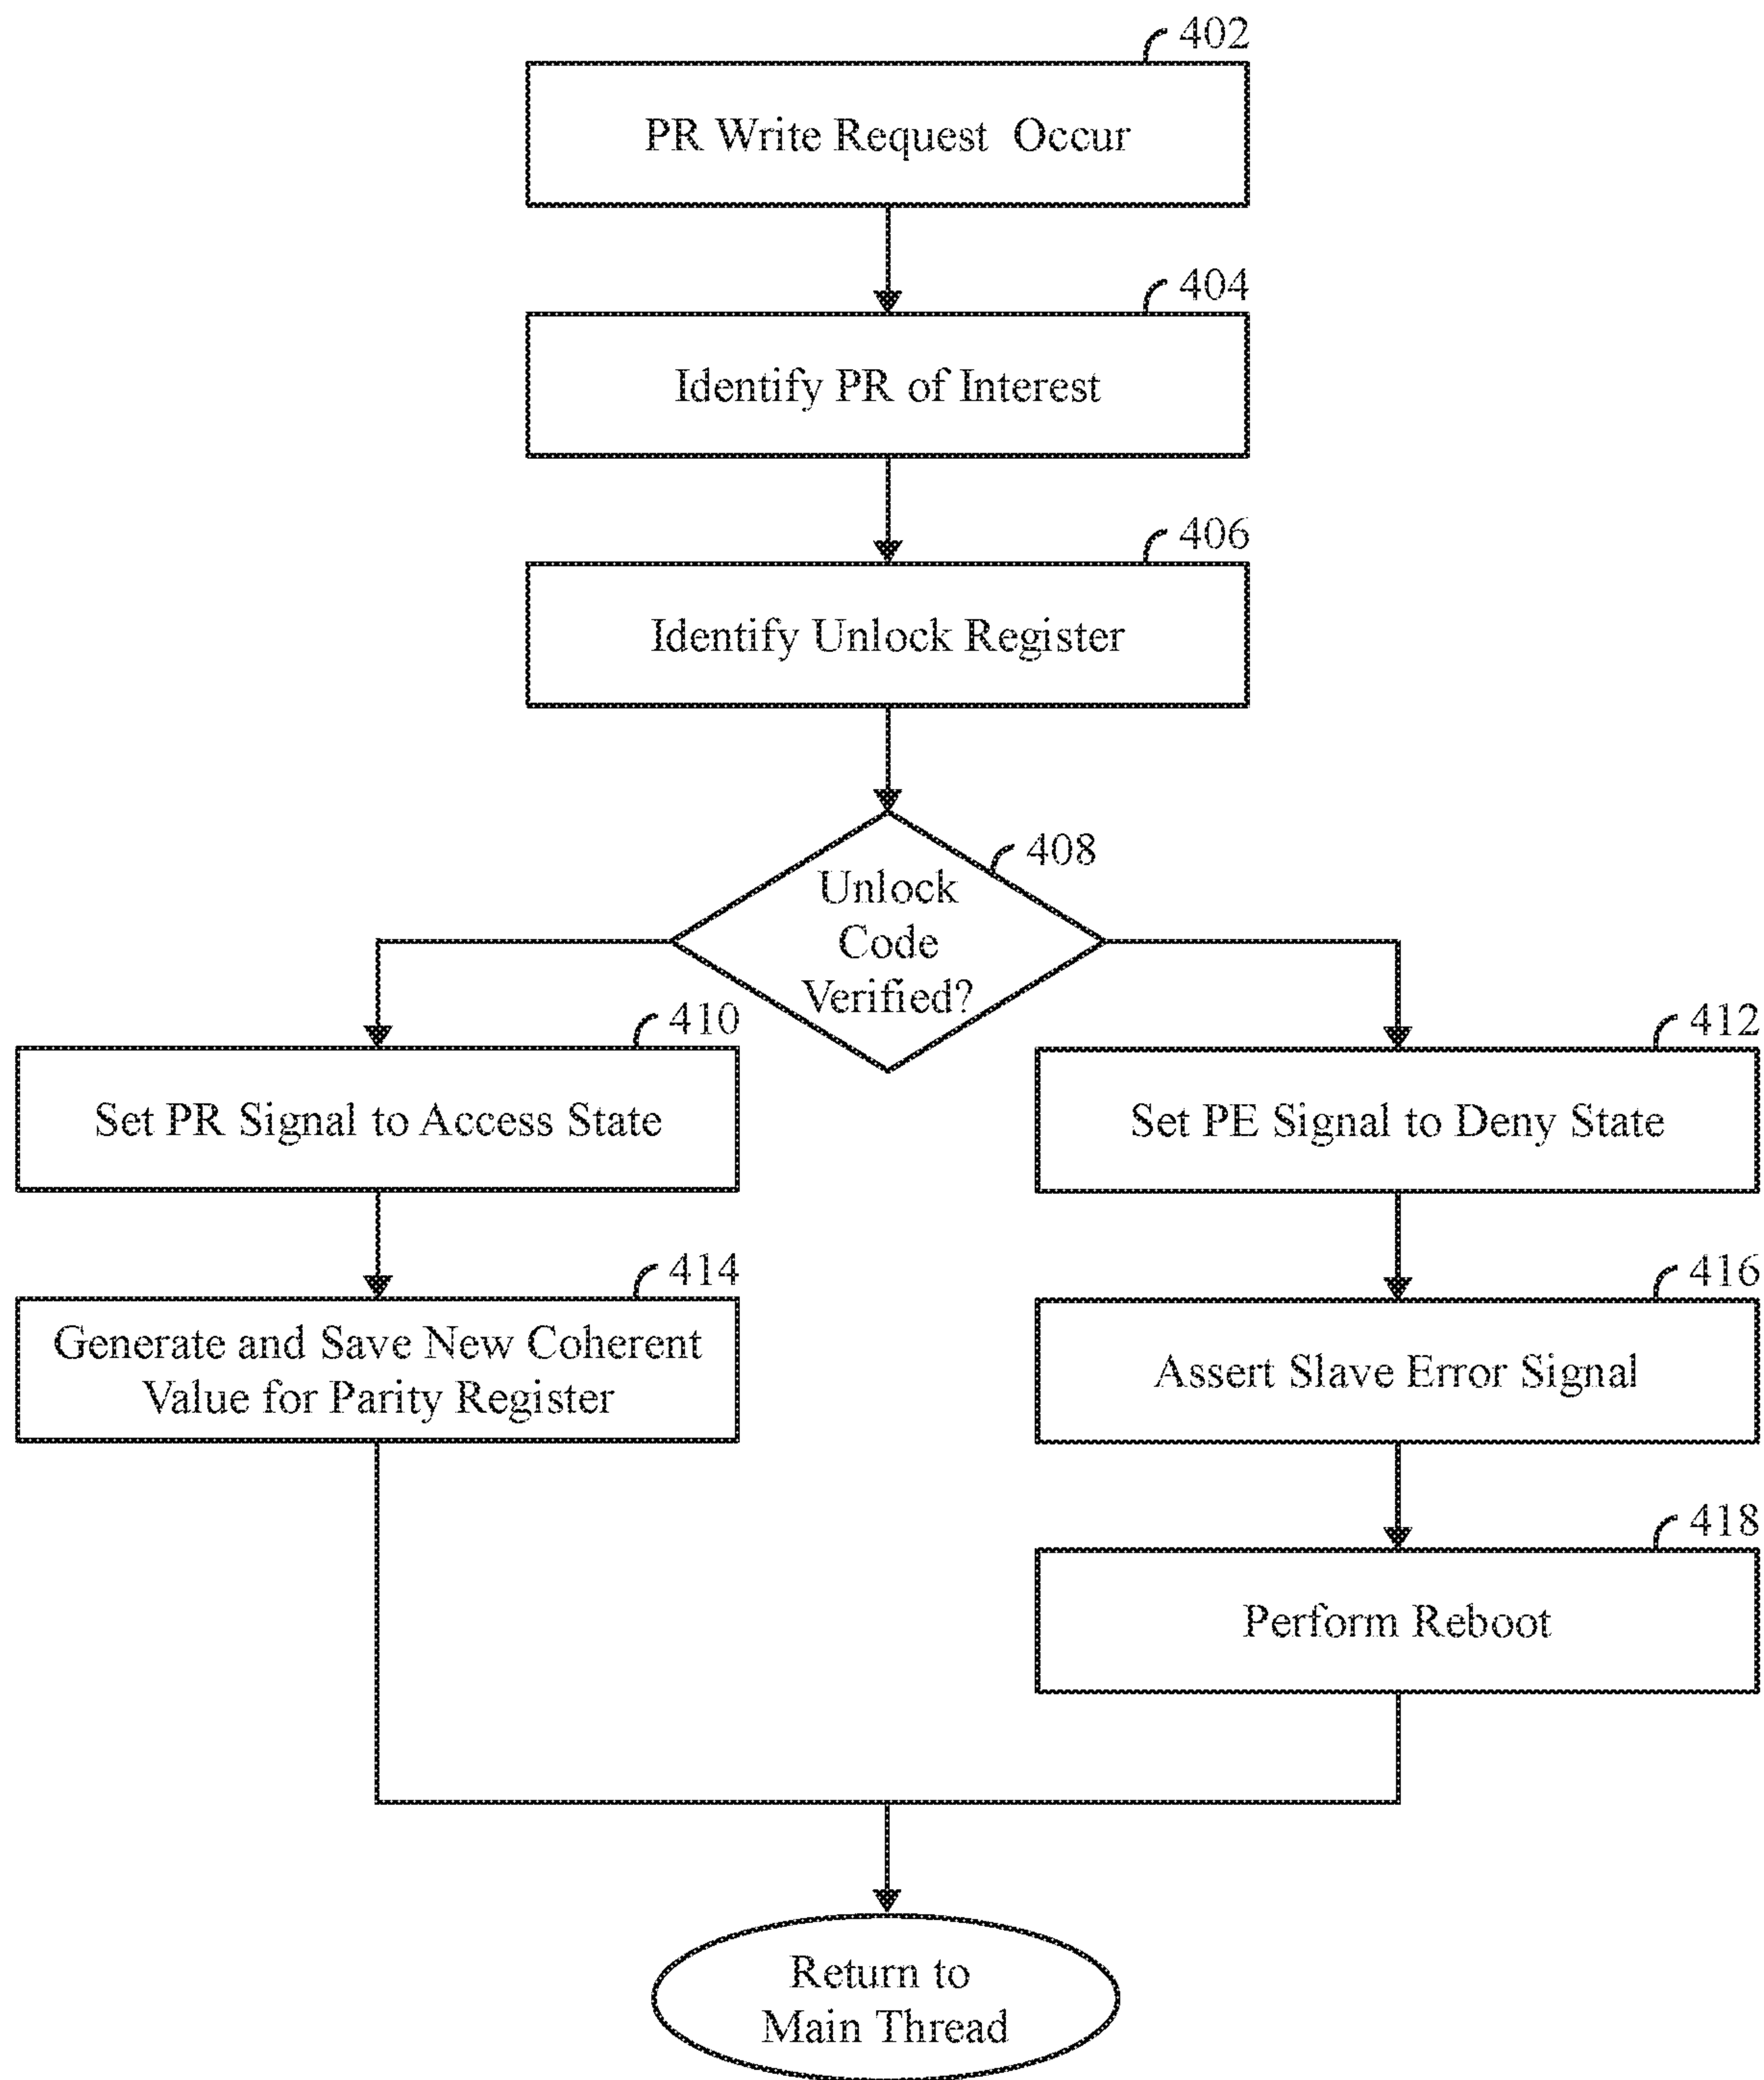 402
PR Write Request Occur
404
Identify PR of Interest
406
Identify Unlock Register
408
Unlock
Code
Verified?
410
Set PR Signal to Access State
412
Set PE Signal to Deny State
414
Generate and Save New Coherent
Value for Parity Register
416
Assert Slave Error Signal
418
Perform Reboot
Return to
Main Thread